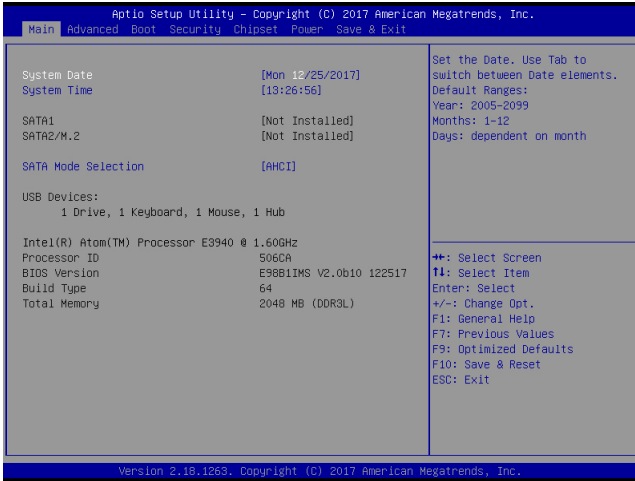 Aptio Setup Utility – Copyright (C) 2017 American Megatrends, Inc.
Main Advanced Boot Security Chipset Power Save & Exit
System Date [Mon 12/25/2017]
System Time [13:26:56]
SATA1 [Not Installed]
SATA2/M.2 [Not Installed]
SATA Mode Selection [AHCI]
USB Devices:
1 Drive, 1 Keyboard, 1 Mouse, 1 Hub
Intel(R) Atom(TM) Processor E3940 @ 1.60GHz
Processor ID 506CA
BIOS Version E98B1IMS V2.0b10 122517
Build Type 64
Total Memory 2048 MB (DDR3L)
Set the Date. Use Tab to
switch between Date elements.
Default Ranges:
Year: 2005-2099
Months: 1-12
Days: dependent on month
→←: Select Screen
↑↓: Select Item
Enter: Select
+/-: Change Opt.
F1: General Help
F7: Previous Values
F9: Optimized Defaults
F10: Save & Reset
ESC: Exit
Version 2.18.1263. Copyright (C) 2017 American Megatrends, Inc.